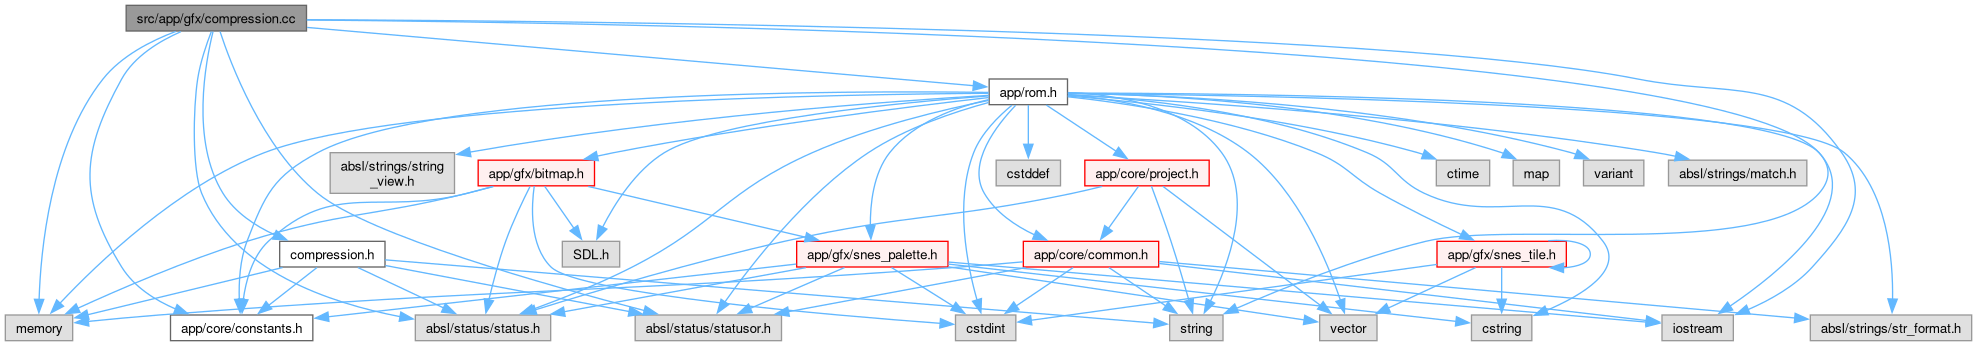 src/app/gfx/compression.cc
app/rom.h
absl/strings/string
_view.h
app/gfx/bitmap.h
cstddef
app/core/project.h
ctime
map
variant
absl/strings/match.h
compression.h
SDL.h
app/gfx/snes_palette.h
app/core/common.h
app/gfx/snes_tile.h
memory
app/core/constants.h
absl/status/status.h
absl/status/statusor.h
cstdint
string
vector
cstring
iostream
absl/strings/str_format.h